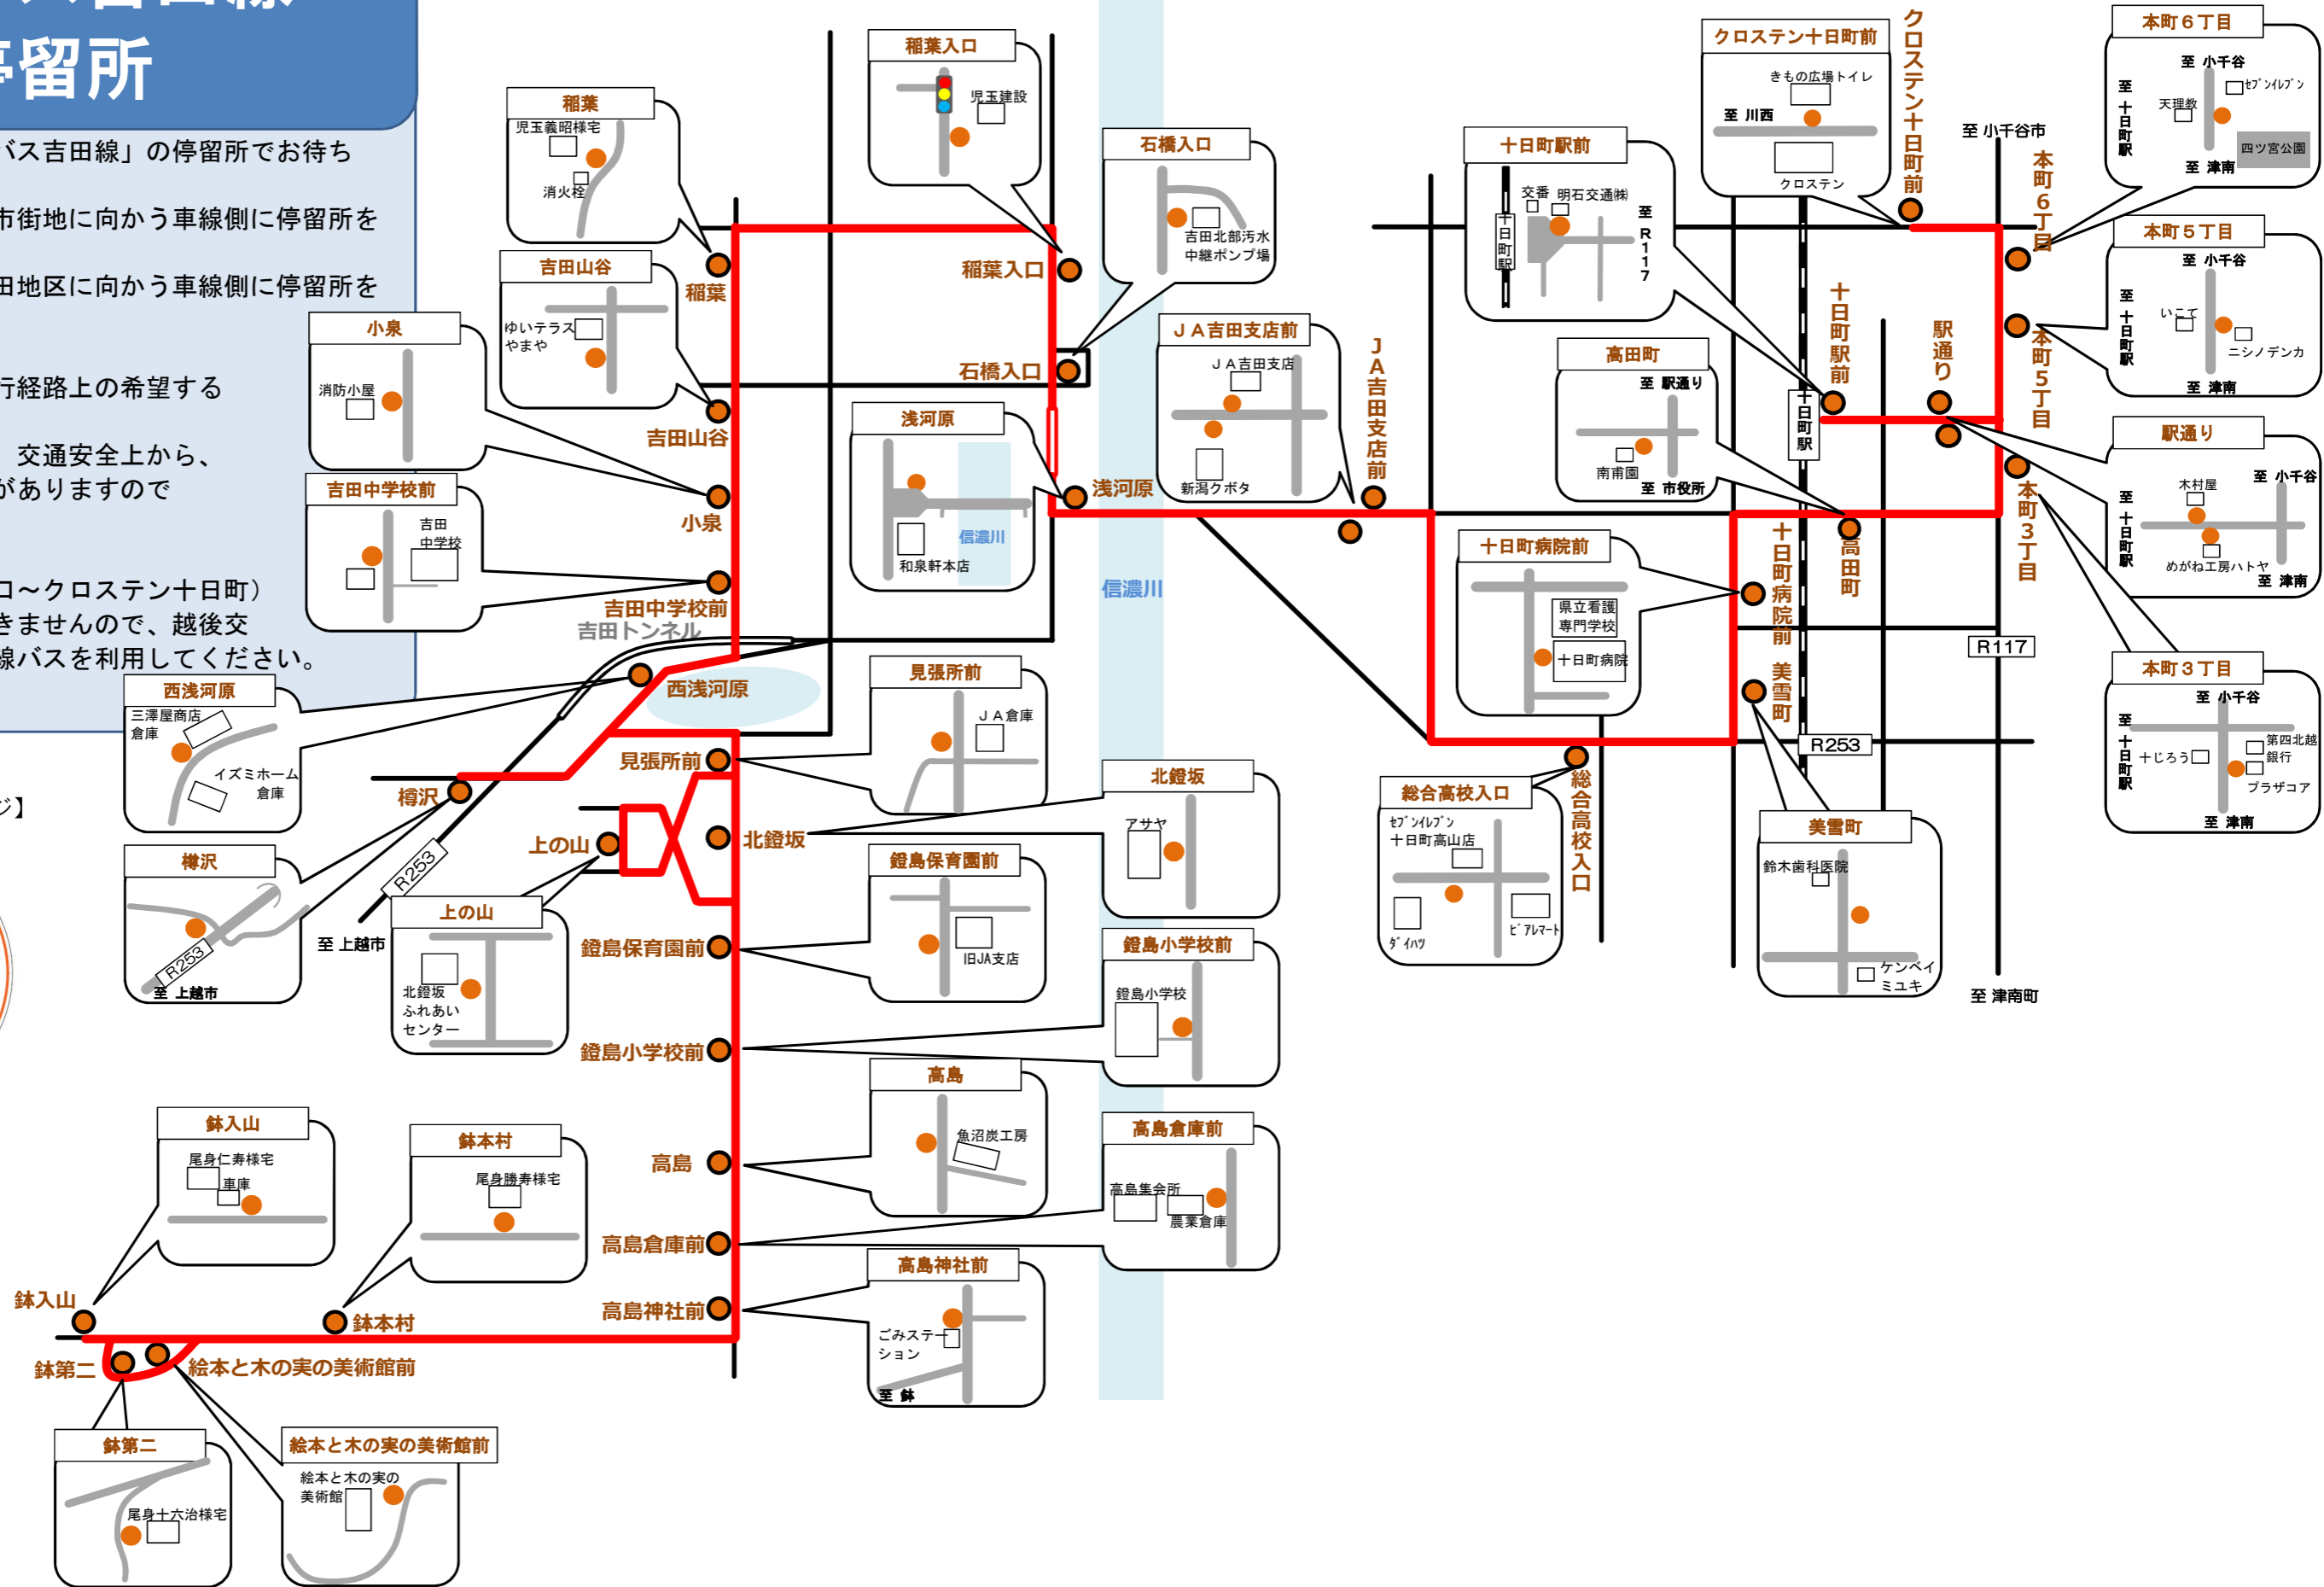 停留所
バス吉田線」の停留所でお待ち
市街地に向かう車線側に停留所を
田地区に向かう車線側に停留所を
行経路上の希望する
交通安全上から、
がありますので
口～クロステン十日町）
きませんので、越後交
線バスを利用してください。
ジ】
稲葉
児玉義昭様宅
消火栓
稲葉入口
児玉建設
石橋入口
吉田北部汚水
中継ポンプ場
吉田山谷
ゆいテラス
やまや
小泉
消防小屋
吉田中学校前
吉田
中学校
浅河原
和泉軒本店
信濃川
ＪＡ吉田支店前
ＪＡ吉田支店
新潟クボタ
十日町駅前
交番
明石交通㈱
十日町駅
至 R117
クロステン十日町前
きもの広場トイレ
至 川西
クロステン
本町６丁目
至 小千谷
セブンイレブン
天理教
至 十日町駅
四ツ宮公園
至 津南
本町５丁目
至 小千谷
至 十日町駅
いこて
ニシノデンカ
至 津南
駅通り
木村屋
至 小千谷
至 十日町駅
めがね工房ハトヤ
至 津南
本町３丁目
至 小千谷
至 十日町駅
十じろう
第四北越
銀行
プラザコア
至 津南
高田町
至 駅通り
南甫園
至 市役所
十日町病院前
県立看護
専門学校
十日町病院
総合高校入口
セブンイレブン
十日町高山店
ダイハツ
ピアレマート
美雪町
鈴木歯科医院
ケンベイ
ミユキ
西浅河原
三澤屋商店
倉庫
イズミホーム
倉庫
樽沢
R253
至 上越市
上の山
北鐙坂
ふれあい
センター
見張所前
ＪＡ倉庫
北鐙坂
アサヤ
鐙島保育園前
旧JA支店
鐙島小学校前
鐙島小学校
高島
魚沼炭工房
高島倉庫前
高島集会所
農業倉庫
高島神社前
ごみステー
ション
至 鉢
鉢入山
尾身仁寿様宅
車庫
鉢本村
尾身勝寿様宅
鉢第二
尾身十六治様宅
絵本と木の実の美術館前
絵本と木の実の
美術館
稲葉
稲葉入口
石橋入口
吉田山谷
小泉
吉田中学校前
吉田トンネル
西浅河原
樽沢
R253
至 上越市
見張所前
上の山
北鐙坂
鐙島保育園前
鐙島小学校前
高島
高島倉庫前
高島神社前
鉢本村
鉢入山
鉢第二
絵本と木の実の美術館前
浅河原
信濃川
ＪＡ吉田支店前
総合高校入口
美雪町
十日町病院前
高田町
十日町駅
十日町駅前
駅通り
本町３丁目
本町５丁目
本町６丁目
クロステン十日町前
至 小千谷市
R117
R253
至 津南町